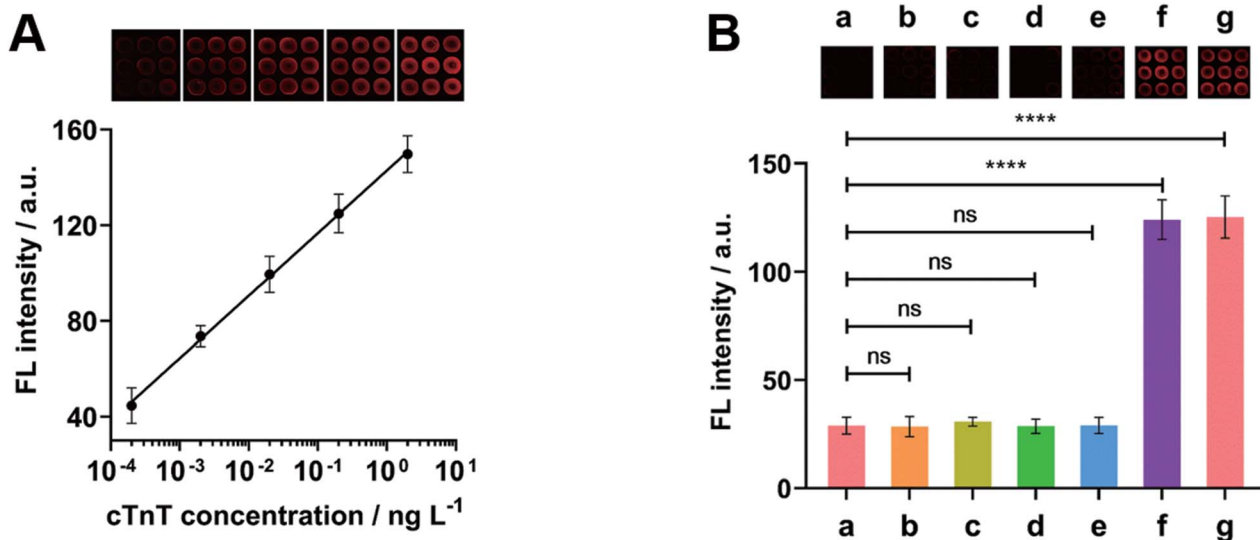 A
160
120
80
40
FL intensity / a.u.
10-4 10-3 10-2 10-1 100 101
cTnT concentration / ng L-1
B
a b c d e f g
****
****
ns
ns
ns
ns
150
100
50
0
FL intensity / a.u.
a b c d e f g